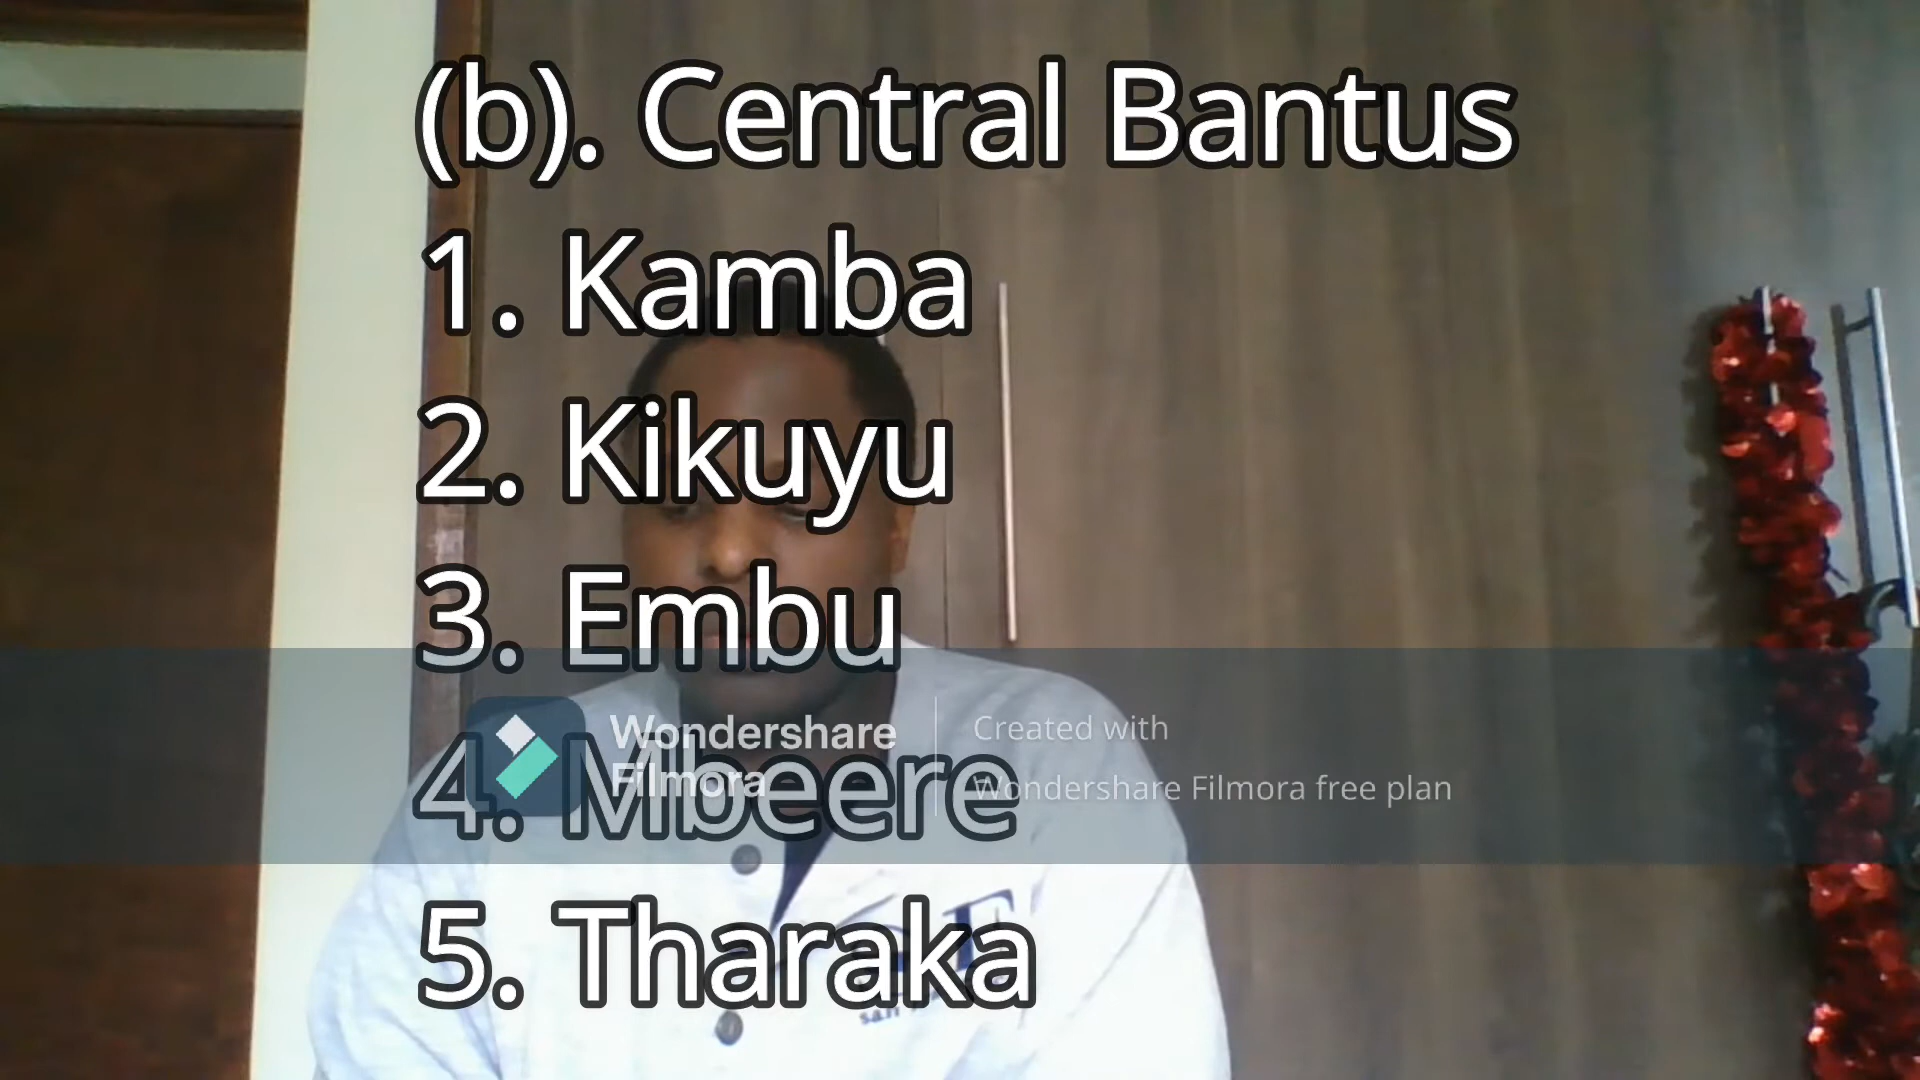 (b). Central Bantus
1. Kamba
2. Kikuyu
3. Embu
Wondershare
Filmora
Created with
Wondershare Filmora free plan
4. Mbeere
5. Tharaka